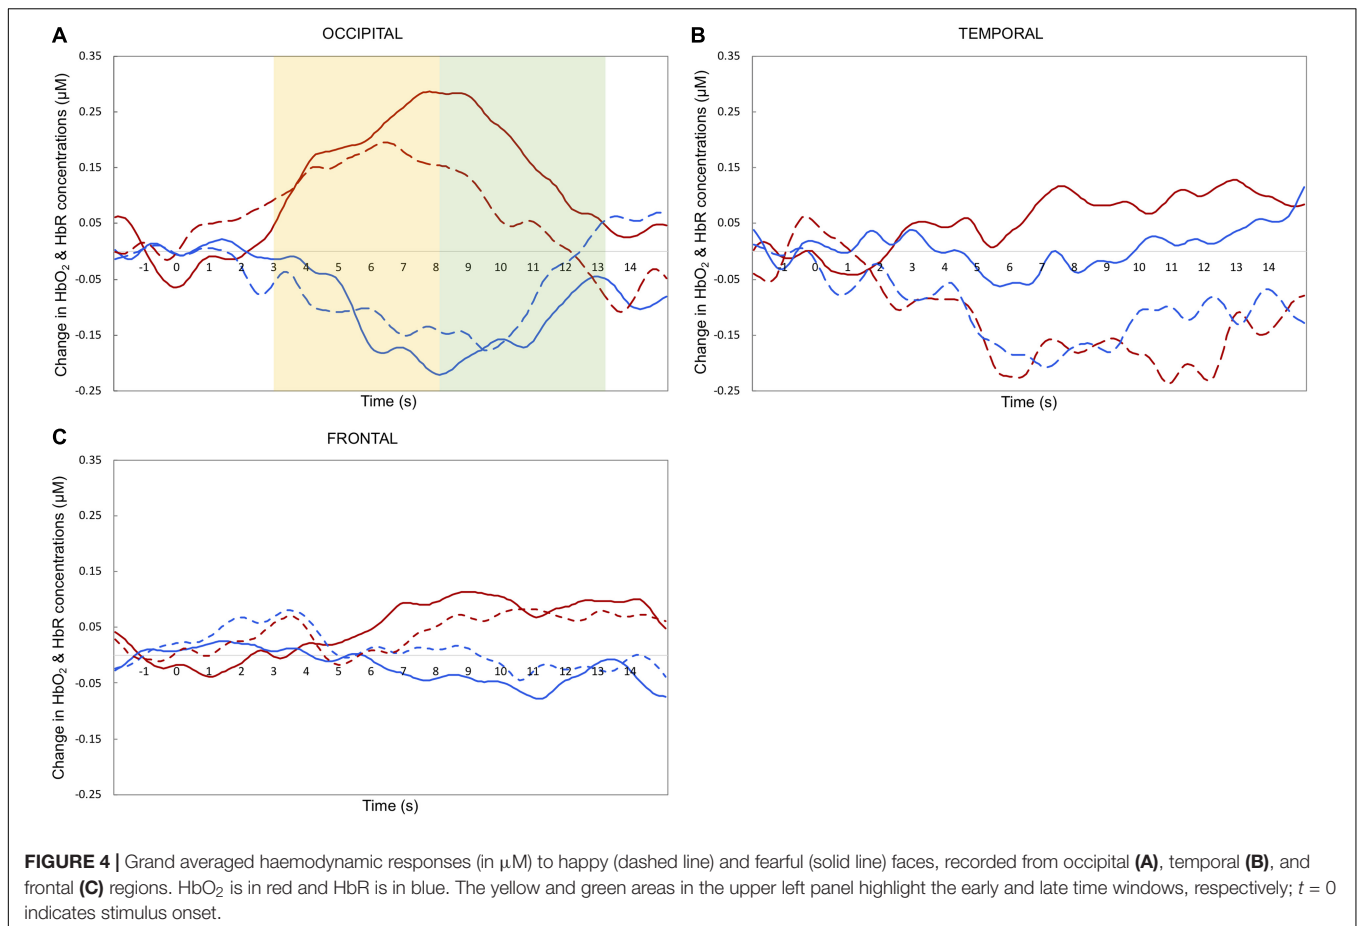 A
OCCIPITAL
Change in HbO2 & HbR concentrations (µM)
0.35
0.25
0.15
0.05
-0.05
-0.15
-0.25
-1 0 1 2 3 4 5 6 7 8 9 10 11 12 13 14
Time (s)
B
TEMPORAL
Change in HbO2 & HbR concentrations (µM)
0.35
0.25
0.15
0.05
-0.05
-0.15
-0.25
-1 0 1 2 3 4 5 6 7 8 9 10 11 12 13 14
Time (s)
C
FRONTAL
Change in HbO2 & HbR concentrations (µM)
0.35
0.25
0.15
0.05
-0.05
-0.15
-0.25
-1 0 1 2 3 4 5 6 7 8 9 10 11 12 13 14
Time (s)
FIGURE 4 | Grand averaged haemodynamic responses (in µM) to happy (dashed line) and fearful (solid line) faces, recorded from occipital (A), temporal (B), and
frontal (C) regions. HbO2 is in red and HbR is in blue. The yellow and green areas in the upper left panel highlight the early and late time windows, respectively; t = 0
indicates stimulus onset.